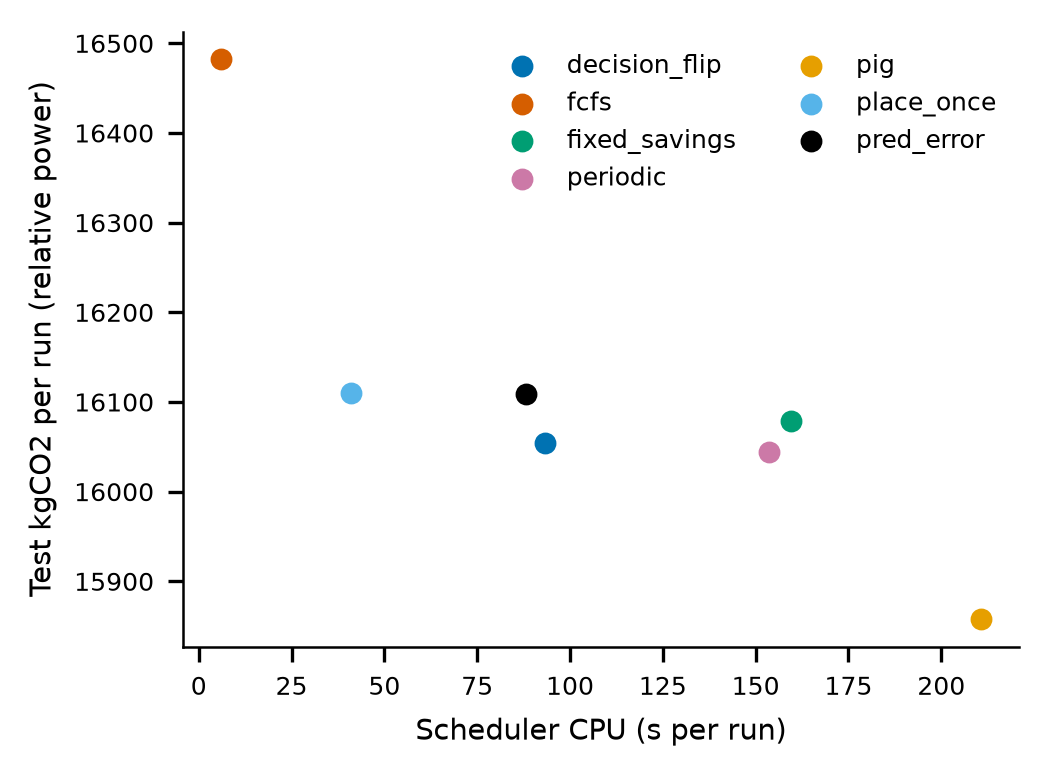 16500
16400
16300
16200
16100
16000
15900
Test kgCO2 per run (relative power)
decision_flip
fcfs
fixed_savings
periodic
pig
place_once
pred_error
0 25 50 75 100 125 150 175 200
Scheduler CPU (s per run)